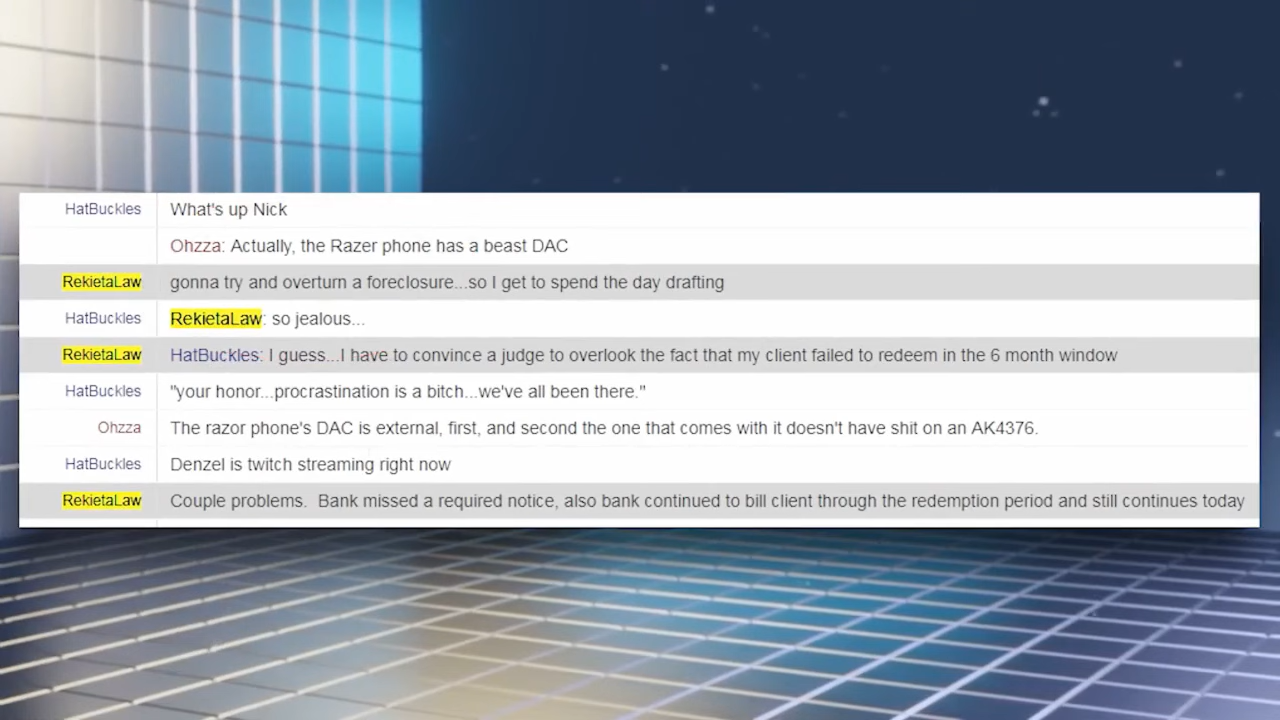 HatBuckles What's up Nick
Ohzza: Actually, the Razer phone has a beast DAC
RekietaLaw gonna try and overturn a foreclosure...so I get to spend the day drafting
HatBuckles RekietaLaw: so jealous...
RekietaLaw HatBuckles: I guess...I have to convince a judge to overlook the fact that my client failed to redeem in the 6 month window
HatBuckles "your honor...procrastination is a bitch...we've all been there."
Ohzza The razor phone's DAC is external, first, and second the one that comes with it doesn't have shit on an AK4376.
HatBuckles Denzel is twitch streaming right now
RekietaLaw Couple problems.  Bank missed a required notice, also bank continued to bill client through the redemption period and still continues today